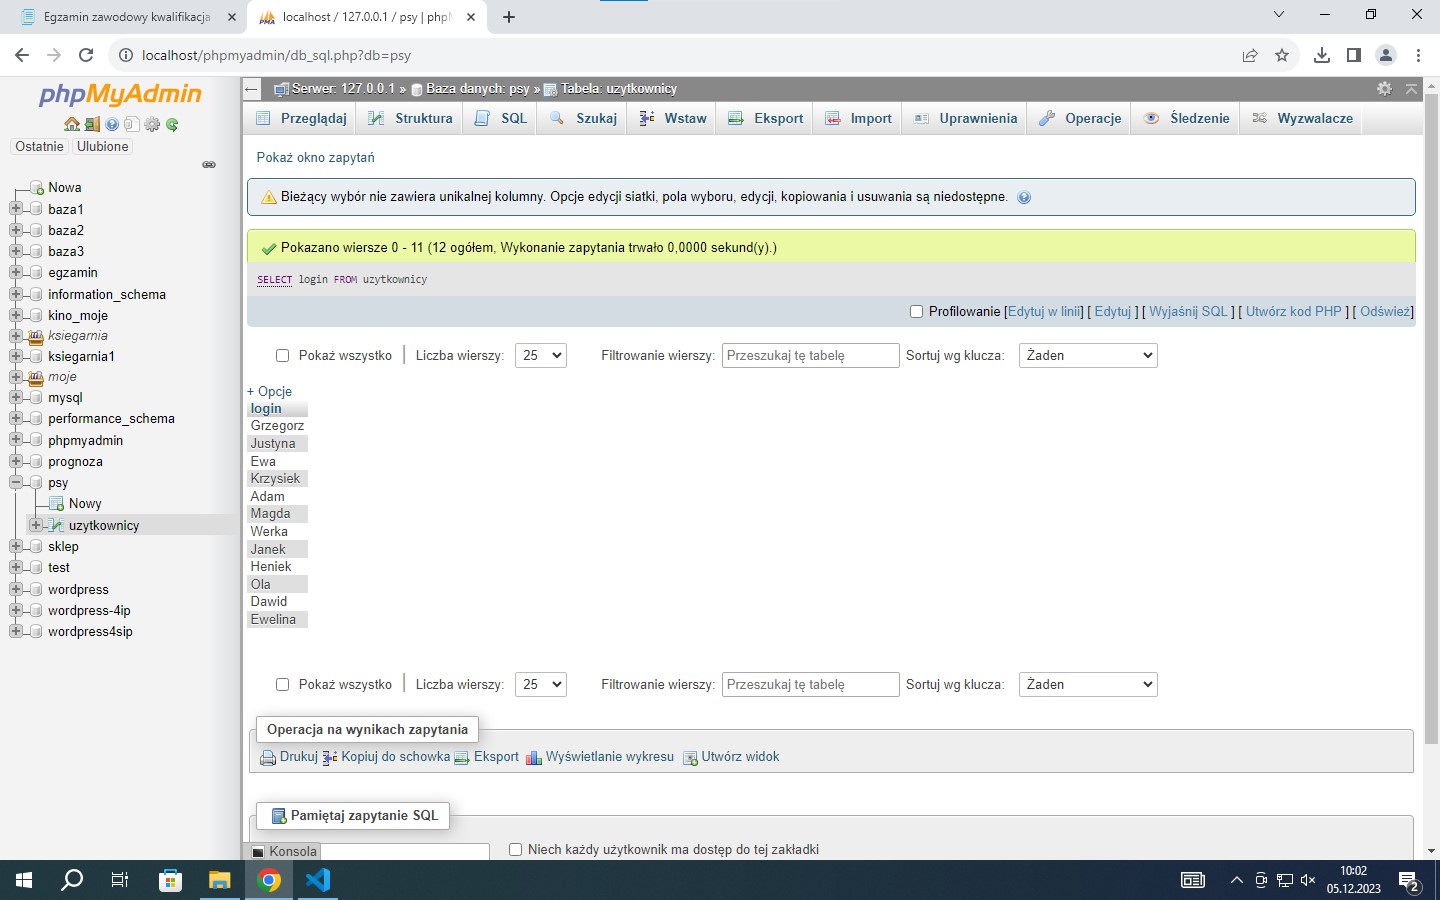 Egzamin zawodowy kwalifikacja
localhost / 127.0.0.1 / psy | phpM
localhost/phpmyadmin/db_sql.php?db=psy
phpMyAdmin
Ostatnie
Ulubione
Nowa
baza1
baza2
baza3
egzamin
information_schema
kino_moje
ksiegarnia
ksiegarnia1
moje
mysql
performance_schema
phpmyadmin
prognoza
psy
Nowy
uzytkownicy
sklep
test
wordpress
wordpress-4ip
wordpress4sip
Serwer: 127.0.0.1 » Baza danych: psy » Tabela: uzytkownicy
Przeglądaj Struktura SQL Szukaj Wstaw Eksport Import Uprawnienia Operacje Śledzenie Wyzwalacze
Pokaż okno zapytań
Bieżący wybór nie zawiera unikalnej kolumny. Opcje edycji siatki, pola wyboru, edycji, kopiowania i usuwania są niedostępne.
Pokazano wiersze 0 - 11 (12 ogółem, Wykonanie zapytania trwało 0,0000 sekund(y).)
SELECT login FROM uzytkownicy
Profilowanie [Edytuj w linii] [ Edytuj ] [ Wyjaśnij SQL ] [ Utwórz kod PHP ] [ Odśwież]
Pokaż wszystko | Liczba wierszy: 25 Filtrowanie wierszy: Przeszukaj tę tabelę Sortuj wg klucza: Żaden
+ Opcje
login
Grzegorz
Justyna
Ewa
Krzysiek
Adam
Magda
Werka
Janek
Heniek
Ola
Dawid
Ewelina
Pokaż wszystko | Liczba wierszy: 25 Filtrowanie wierszy: Przeszukaj tę tabelę Sortuj wg klucza: Żaden
Operacja na wynikach zapytania
Drukuj Kopiuj do schowka Eksport Wyświetlanie wykresu Utwórz widok
Pamiętaj zapytanie SQL
Konsola
Niech każdy użytkownik ma dostęp do tej zakładki
10:02
05.12.2023
2